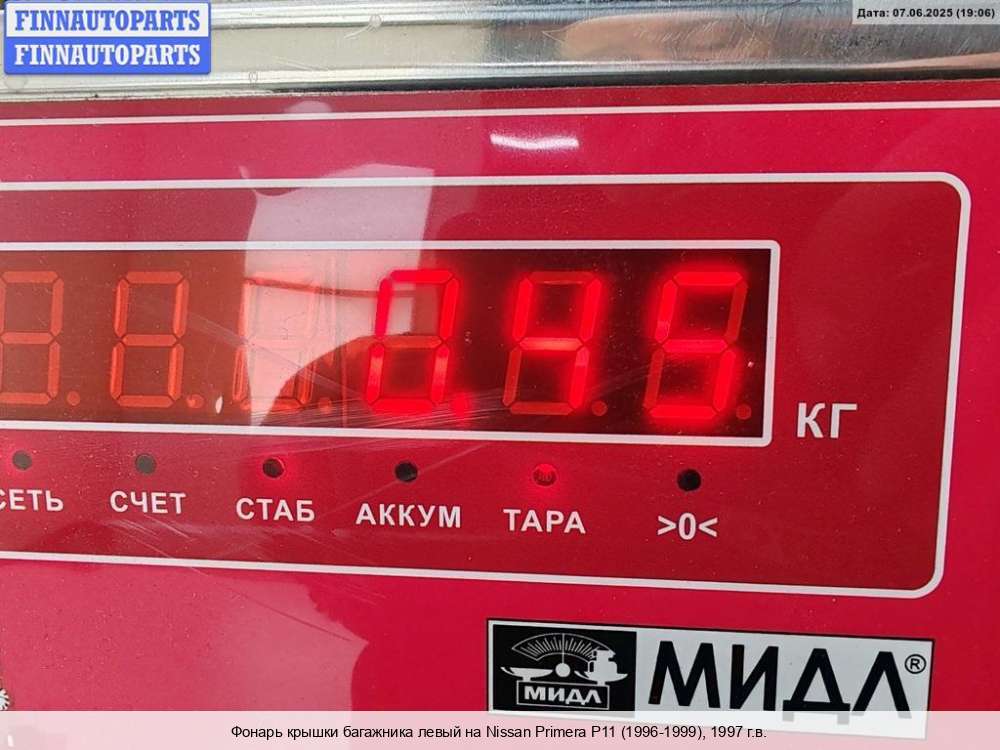 FINNAUTOPARTS
FINNAUTOPARTS
Дата: 07.06.2025 (19:06)
0.45
КГ
СЕТЬ СЧЕТ СТАБ АККУМ ТАРА >0<
МИДЛ
МИДЛ®
Фонарь крышки багажника левый на Nissan Primera P11 (1996-1999), 1997 г.в.